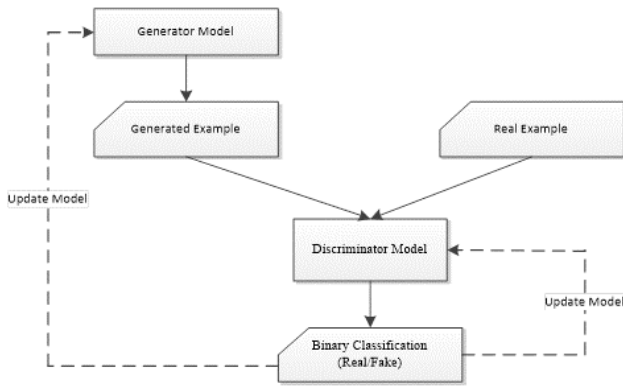 Generator Model
Generated Example
Real Example
Update Model
Discriminator Model
Update Model
Binary Classification
(Real/Fake)